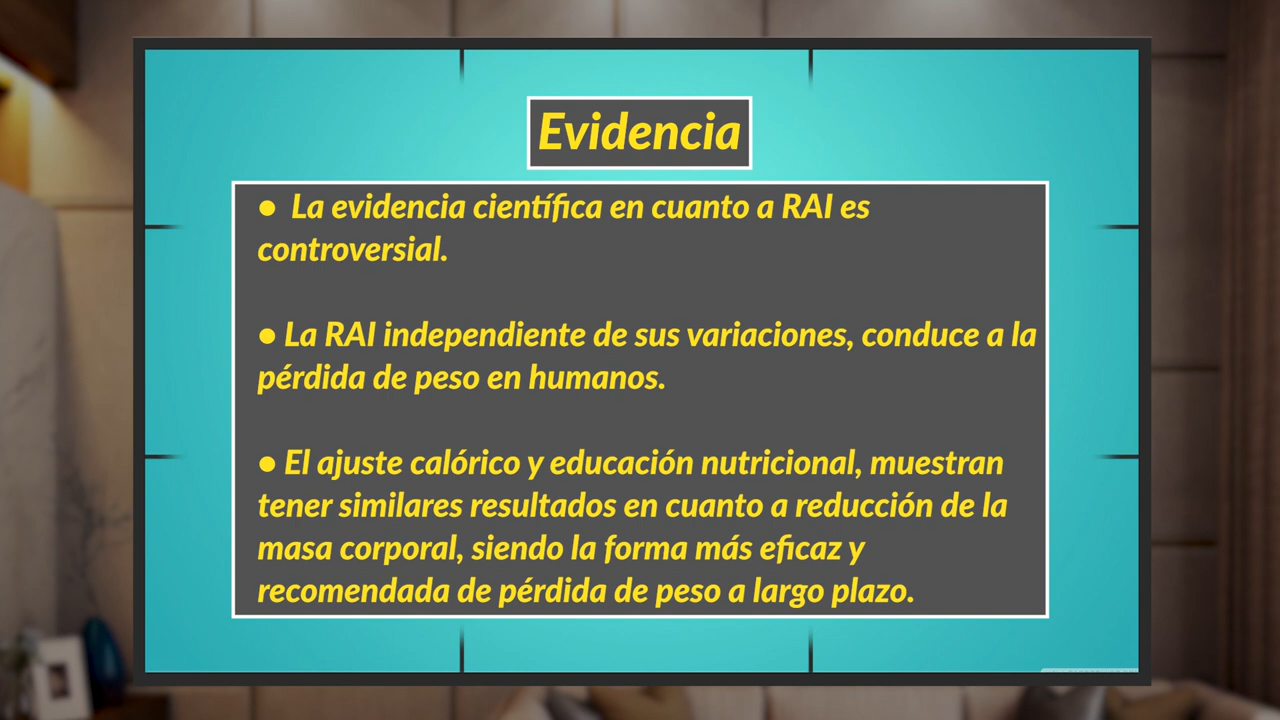 Evidencia
● La evidencia científica en cuanto a RAI es
controversial.
● La RAI independiente de sus variaciones, conduce a la
pérdida de peso en humanos.
● El ajuste calórico y educación nutricional, muestran
tener similares resultados en cuanto a reducción de la
masa corporal, siendo la forma más eficaz y
recomendada de pérdida de peso a largo plazo.